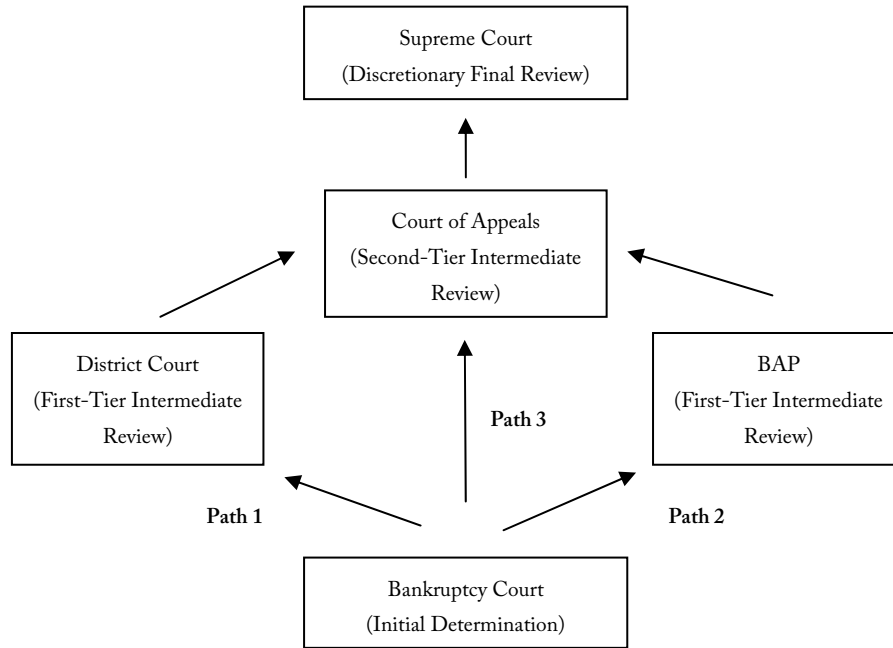 Supreme Court
(Discretionary Final Review)
Court of Appeals
(Second-Tier Intermediate
Review)
District Court
(First-Tier Intermediate
Review)
BAP
(First-Tier Intermediate
Review)
Path 3
Path 1
Path 2
Bankruptcy Court
(Initial Determination)